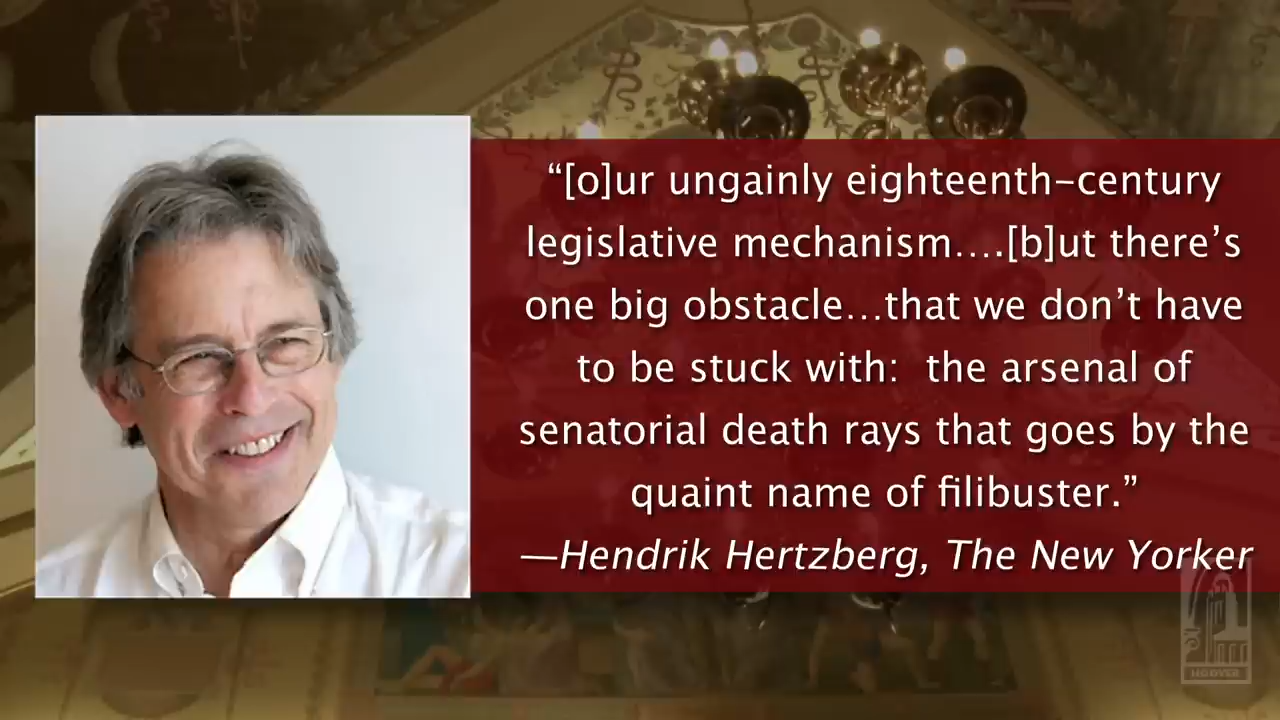 “[o]ur ungainly eighteenth-century
legislative mechanism….[b]ut there’s
one big obstacle…that we don’t have
to be stuck with:  the arsenal of
senatorial death rays that goes by the
quaint name of filibuster.”
—Hendrik Hertzberg, The New Yorker
HOOVER